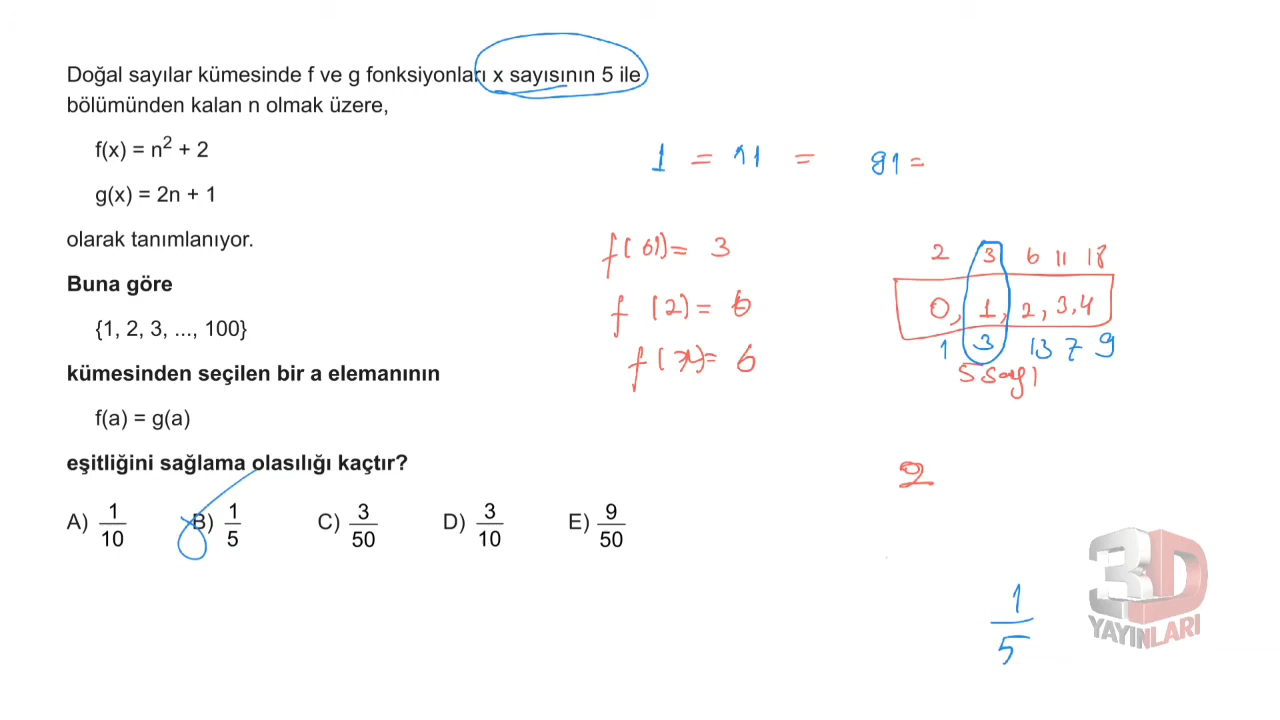 Doğal sayılar kümesinde f ve g fonksiyonları x sayısının 5 ile
bölümünden kalan n olmak üzere,
f(x) = n² + 2
g(x) = 2n + 1
olarak tanımlanıyor.
Buna göre
{1, 2, 3, ..., 100}
kümesinden seçilen bir a elemanının
f(a) = g(a)
eşitliğini sağlama olasılığı kaçtır?
A) 1/10 B) 1/5 C) 3/50 D) 3/10 E) 9/50
1 = 11 = g1 =
f( 61) = 3
f (2) = 6
= 6
2 3 6 11 18
0, 1, 2, 3, 4
1 3 13 7 9
5 sayı
2
1/5
3D
YAYINLARI